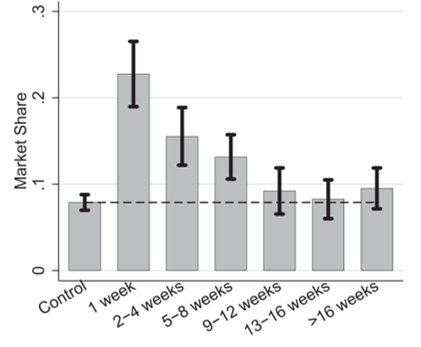 .3
.2
.1
0
Market Share
Control
1 week
2–4 weeks
5–8 weeks
9–12 weeks
13–16 weeks
>16 weeks